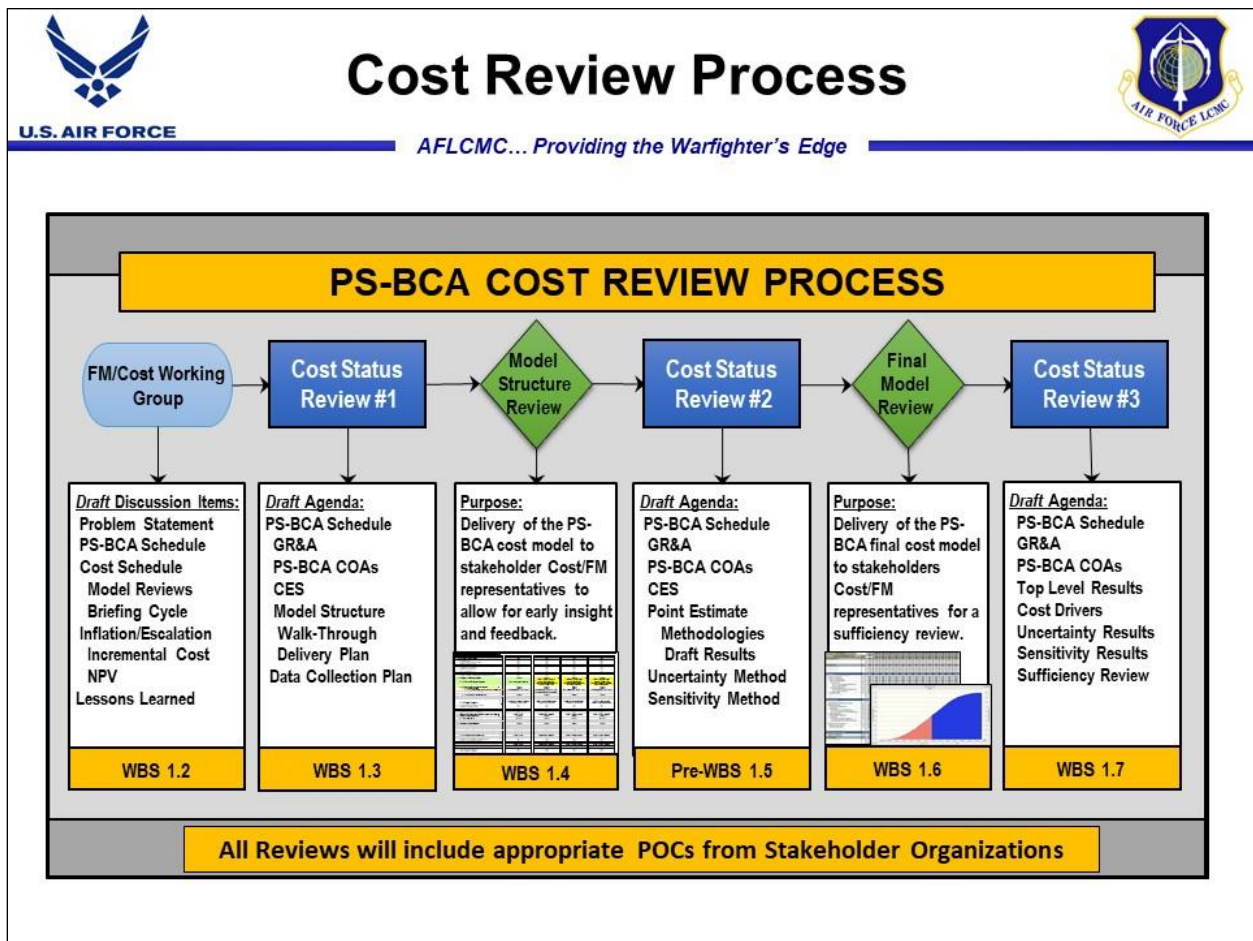 Cost Review Process
U.S. AIR FORCE
AIR FORCE LCMC
AFLCMC... Providing the Warfighter's Edge
PS-BCA COST REVIEW PROCESS
FM/Cost Working
Group
Cost Status
Review #1
Model
Structure
Review
Cost Status
Review #2
Final
Model
Review
Cost Status
Review #3
Draft Discussion Items:
Problem Statement
PS-BCA Schedule
Cost Schedule
Model Reviews
Briefing Cycle
Inflation/Escalation
Incremental Cost
NPV
Lessons Learned
WBS 1.2
Draft Agenda:
PS-BCA Schedule
GR&A
PS-BCA COAs
CES
Model Structure
Walk-Through
Delivery Plan
Data Collection Plan
WBS 1.3
Purpose:
Delivery of the PS-
BCA cost model to
stakeholder Cost/FM
representatives to
allow for early insight
and feedback.
WBS 1.4
Draft Agenda:
PS-BCA Schedule
GR&A
PS-BCA COAs
CES
Point Estimate
Methodologies
Draft Results
Uncertainty Method
Sensitivity Method
Pre-WBS 1.5
Purpose:
Delivery of the PS-
BCA final cost model
to stakeholders
Cost/FM
representatives for a
sufficiency review.
WBS 1.6
Draft Agenda:
PS-BCA Schedule
GR&A
PS-BCA COAs
Top Level Results
Cost Drivers
Uncertainty Results
Sensitivity Results
Sufficiency Review
WBS 1.7
All Reviews will include appropriate POCs from Stakeholder Organizations